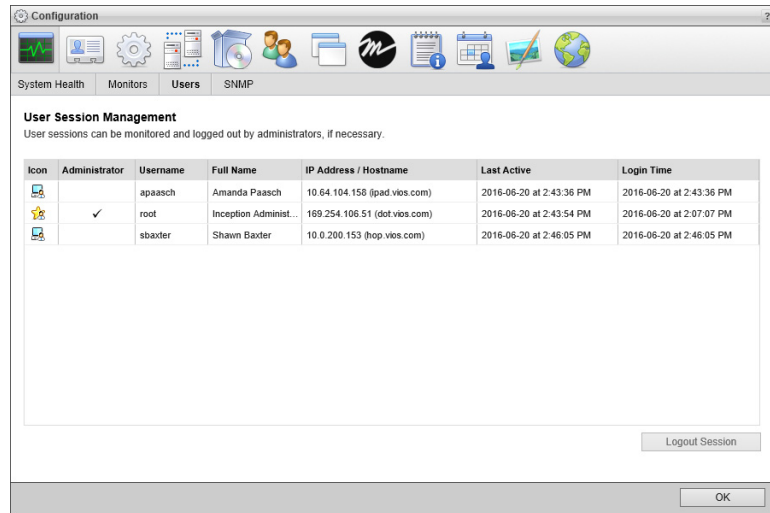 Configuration
?
System Health Monitors Users SNMP
User Session Management
User sessions can be monitored and logged out by administrators, if necessary.
Icon Administrator Username Full Name IP Address / Hostname Last Active Login Time
apaasch Amanda Paasch 10.64.104.158 (ipad.vios.com) 2016-06-20 at 2:43:36 PM 2016-06-20 at 2:43:36 PM
✓ root Inception Administ... 169.254.106.51 (dot.vios.com) 2016-06-20 at 2:43:54 PM 2016-06-20 at 2:07:07 PM
sbaxter Shawn Baxter 10.0.200.153 (hop.vios.com) 2016-06-20 at 2:46:05 PM 2016-06-20 at 2:46:05 PM
Logout Session
OK